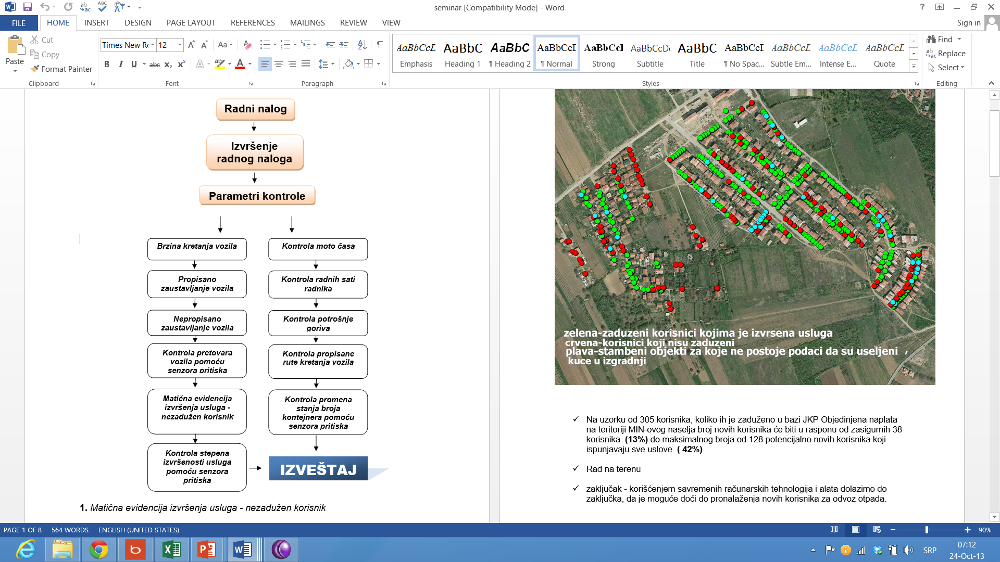 seminar [Compatibility Mode] - Word
FILE
HOME
INSERT
DESIGN
PAGE LAYOUT
REFERENCES
MAILINGS
REVIEW
VIEW
Sign in
Paste
Cut
Copy
Format Painter
Clipboard
Times New Ro
12
Font
Paragraph
AaBbCcL
Emphasis
AaBbC
Heading 1
AaBbC
¶ Heading 2
AaBbCcI
¶ Normal
AaBbCcI
Strong
AaBbCcDc
Subtitle
AaBbC
Title
AaBbCcI
¶ No Spac...
AaBbCcL
Subtle Em...
AaBbCcL
Intense E...
AaBbCcL
Quote
Styles
Find
Replace
Select
Editing
Radni nalog
Izvršenje
radnog naloga
Parametri kontrole
Brzina kretanja vozila
Propisano
zaustavljanje vozila
Nepropisano
zaustavljanje vozila
Kontrola pretovara
vozila pomoću
senzora pritiska
Matična evidencija
izvršenja usluga -
nezadužen korisnik
Kontrola stepena
izvršenosti usluga
pomoću senzora
pritiska
Kontrola moto časa
Kontrola radnih sati
radnika
Kontrola potrošnje
goriva
Kontrola propisane
rute kretanja vozila
Kontrola promena
stanja broja
kontejnera pomoću
senzora pritiska
IZVEŠTAJ
1. Matična evidencija izvršenja usluga - nezadužen korisnik
zelena-zaduzeni korisnici kojima je izvrsena usluga
crvena-korisnici koji nisu zaduzeni
plava-stambeni objekti za koje ne postoje podaci da su useljeni ,
kuce u izgradnji
✓ Na uzorku od 305 korisnika, koliko ih je zaduženo u bazi JKP Objedinjena naplata
na teritoriji MIN-ovog naselja broj novih korisnika će biti u rasponu od zasigurnih 38
korisnika (13%) do maksimalnog broja od 128 potencijalno novih korisnika koji
ispunjavaju sve uslove ( 42%)
✓ Rad na terenu
✓ zaključak - korišćenjem savremenih računarskih tehnologija i alata dolazimo do
zaključka, da je moguće doći do pronalaženja novih korisnika za odvoz otpada.
PAGE 1 OF 8
564 WORDS
ENGLISH (UNITED STATES)
90%
SRP
07:12
24-Oct-13